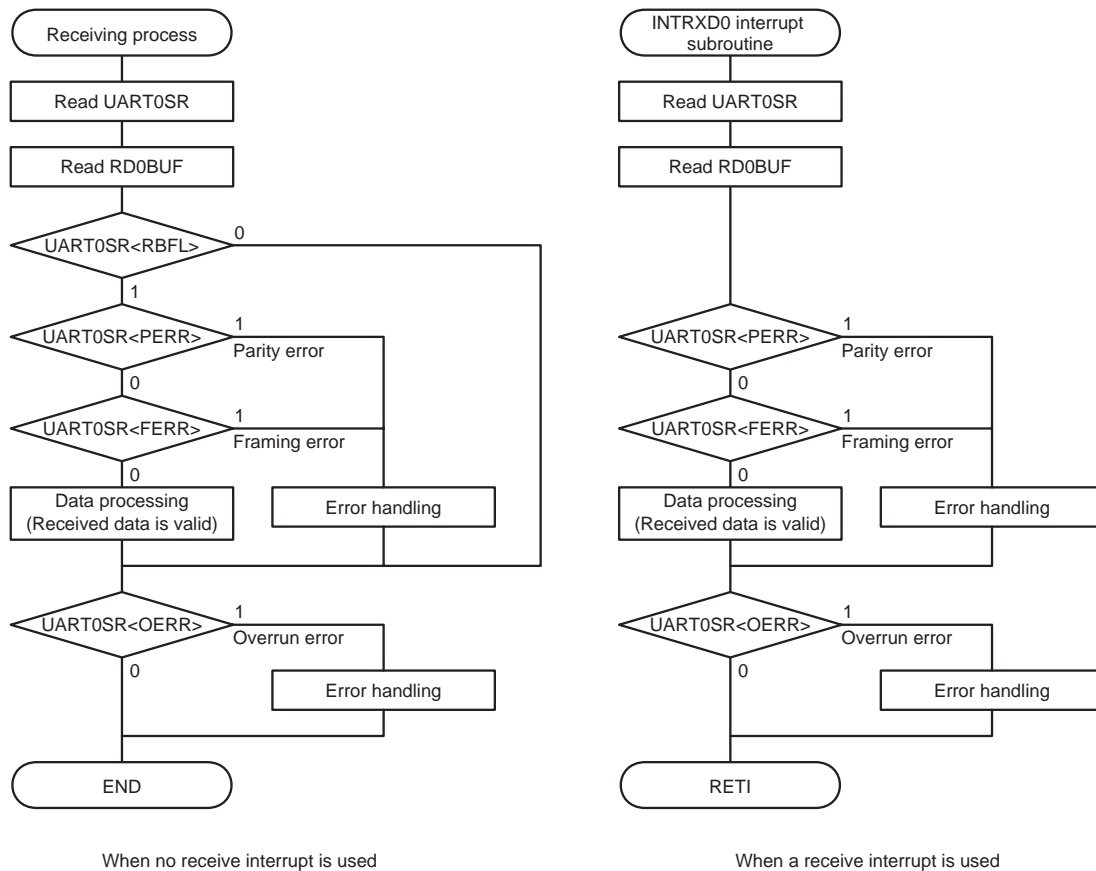 Receiving process
Read UART0SR
Read RD0BUF
UART0SR<RBFL>
0
1
UART0SR<PERR>
1
Parity error
0
UART0SR<FERR>
1
Framing error
0
Data processing
(Received data is valid)
Error handling
UART0SR<OERR>
1
Overrun error
0
Error handling
END
When no receive interrupt is used
INTRXD0 interrupt
subroutine
Read UART0SR
Read RD0BUF
UART0SR<PERR>
1
Parity error
0
UART0SR<FERR>
1
Framing error
0
Data processing
(Received data is valid)
Error handling
UART0SR<OERR>
1
Overrun error
0
Error handling
RETI
When a receive interrupt is used